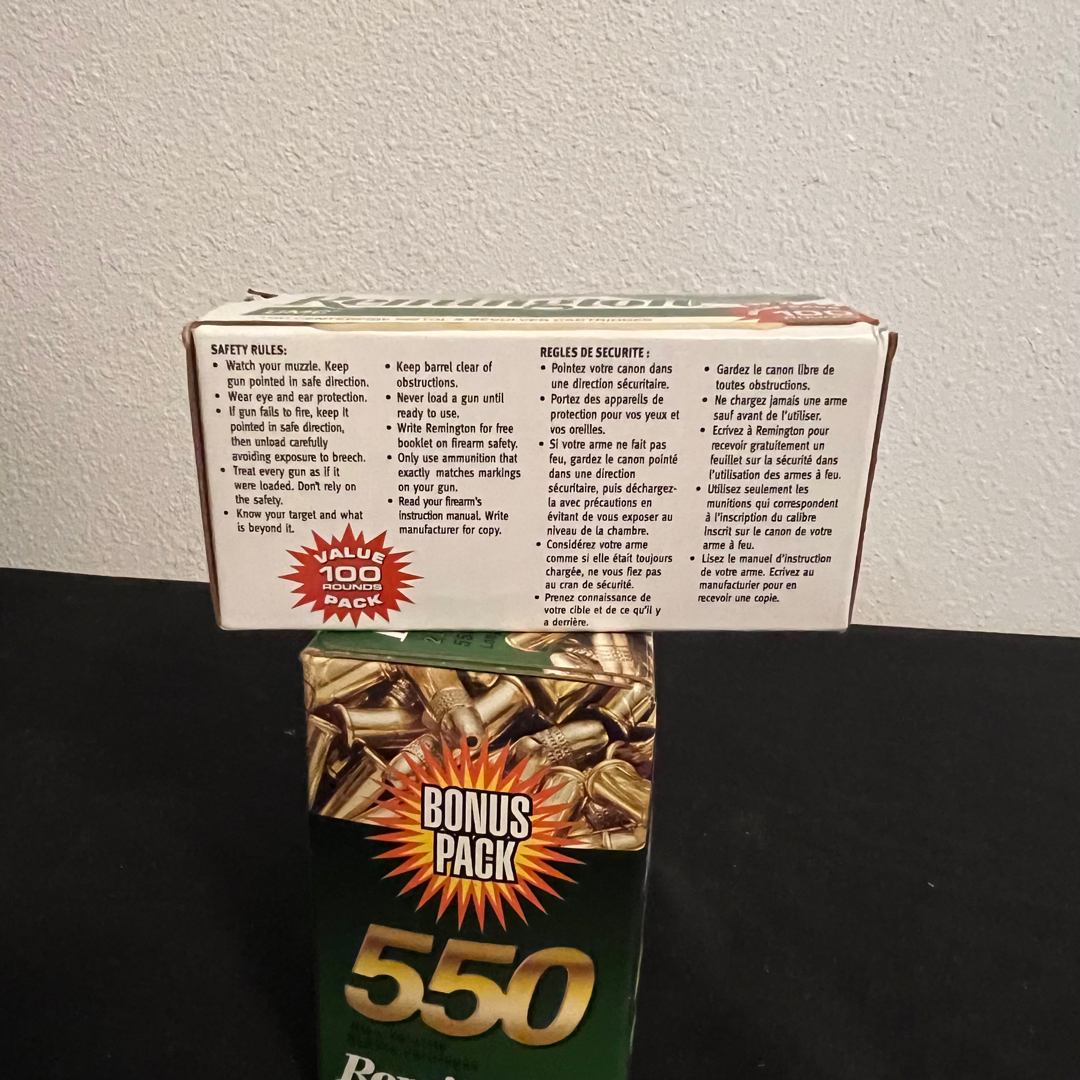 Remington
UMC
100 CENTERFIRE PISTOL & REVOLVER CARTRIDGES
100
SAFETY RULES:
• Watch your muzzle. Keep
gun pointed in safe direction.
• Wear eye and ear protection.
• If gun fails to fire, keep it
pointed in safe direction,
then unload carefully
avoiding exposure to breech.
• Treat every gun as if it
were loaded. Don't rely on
the safety.
• Know your target and what
is beyond it.
• Keep barrel clear of
obstructions.
• Never load a gun until
ready to use.
• Write Remington for free
booklet on firearm safety.
• Only use ammunition that
exactly matches markings
on your gun.
• Read your firearm's
instruction manual. Write
manufacturer for copy.
VALUE
100
ROUNDS
PACK
REGLES DE SECURITE :
• Pointez votre canon dans
une direction sécuritaire.
• Portez des appareils de
protection pour vos yeux et
vos oreilles.
• Si votre arme ne fait pas
feu, gardez le canon pointé
dans une direction
sécuritaire, puis déchargez-
la avec précautions en
évitant de vous exposer au
niveau de la chambre.
• Considérez votre arme
comme si elle était toujours
chargée, ne vous fiez pas
au cran de sécurité.
• Prenez connaissance de
votre cible et de ce qu'il y
a derrière.
• Gardez le canon libre de
toutes obstructions.
• Ne chargez jamais une arme
sauf avant de l'utiliser.
• Ecrivez à Remington pour
recevoir gratuitement un
feuillet sur la sécurité dans
l'utilisation des armes à feu.
• Utilisez seulement les
munitions qui correspondent
à l'inscription du calibre
inscrit sur le canon de votre
arme à feu.
• Lisez le manuel d'instruction
de votre arme. Ecrivez au
manufacturier pour en
recevoir une copie.
BONUS
PACK
550